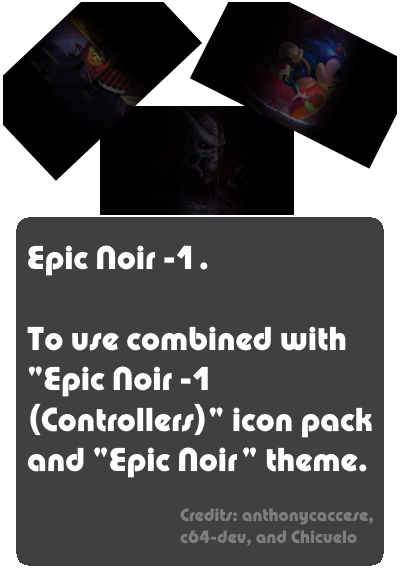 Epic Noir -1.
To use combined with
"Epic Noir -1
(Controllers)" icon pack
and "Epic Noir" theme.
Credits: anthonycaccese,
c64-dev, and Chicuelo